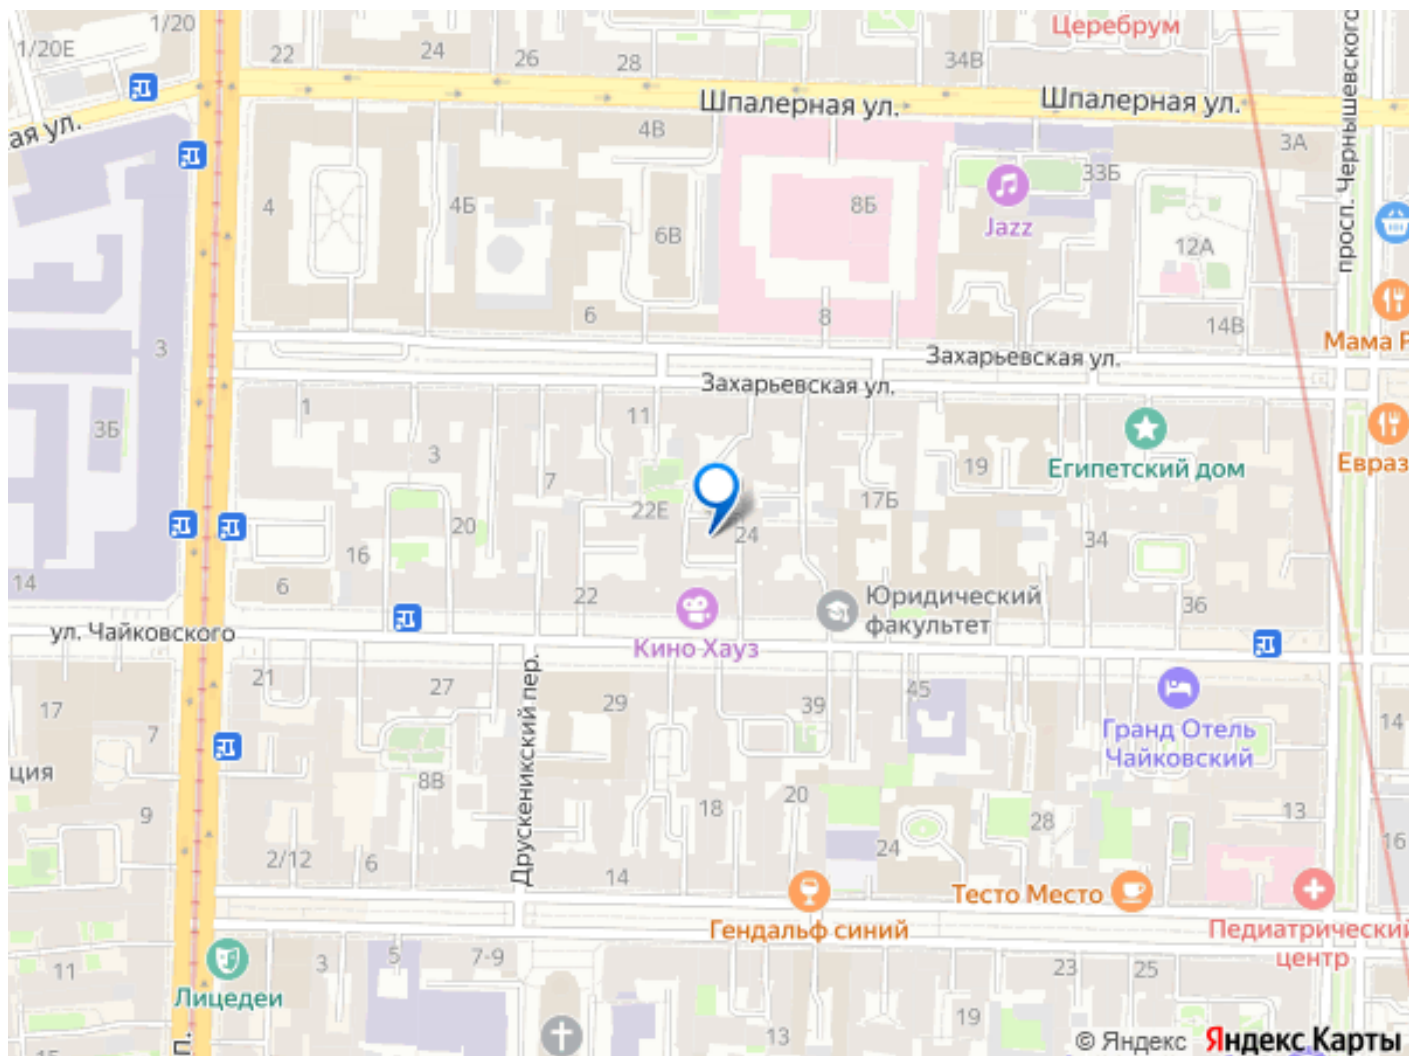 1/20
1/20Е
22
24
26
28
34В
Церебрум
Шпалерная ул.
Шпалерная ул.
ая ул.
4В
3А
просп. Чернышевского
4
4Б
6В
8Б
Jazz
33Б
12А
6
8
14В
Мама Р
3
Захарьевская ул.
Захарьевская ул.
3Б
1
3
11
7
19
17Б
Египетский дом
Евраз
22Е
24
20
16
34
14
6
22
36
Юридический
факультет
Кино Хауз
ул. Чайковского
21
27
29
39
45
17
7
Друскеникский пер.
Гранд Отель
Чайковский
14
ция
8В
9
18
20
28
13
16
24
2/12
6
14
Тесто Место
Гендальф синий
Педиатрический
центр
11
3
5
7-9
23
25
Лицедеи
13
19
15
п.
© Яндекс Яндекс Карты